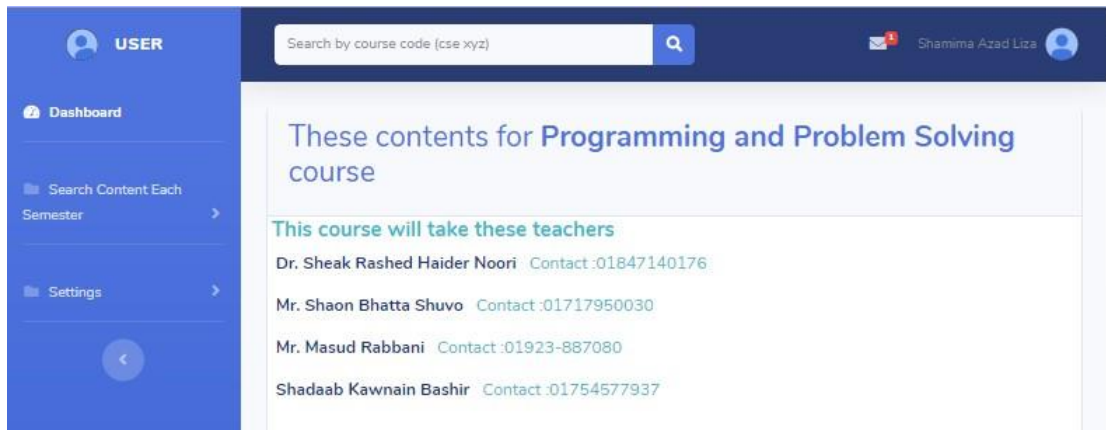 USER
Search by course code (cse xyz)
1
Shamima Azad Liza
Dashboard
Search Content Each
Semester
Settings
These contents for Programming and Problem Solving
course
This course will take these teachers
Dr. Sheak Rashed Haider Noori Contact :01847140176
Mr. Shaon Bhatta Shuvo Contact :01717950030
Mr. Masud Rabbani Contact :01923-887080
Shadaab Kawnain Bashir Contact :01754577937